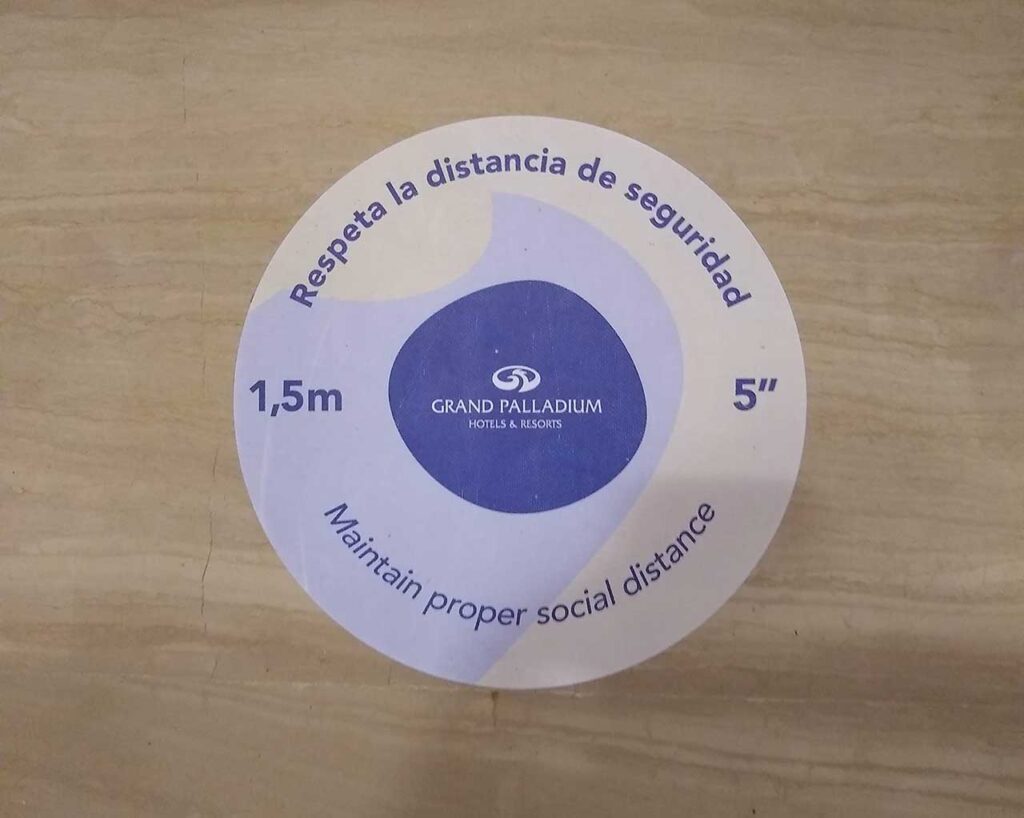 Respeta la distancia de seguridad
1,5m
5"
GRAND PALLADIUM
HOTELS & RESORTS
Maintain proper social distance